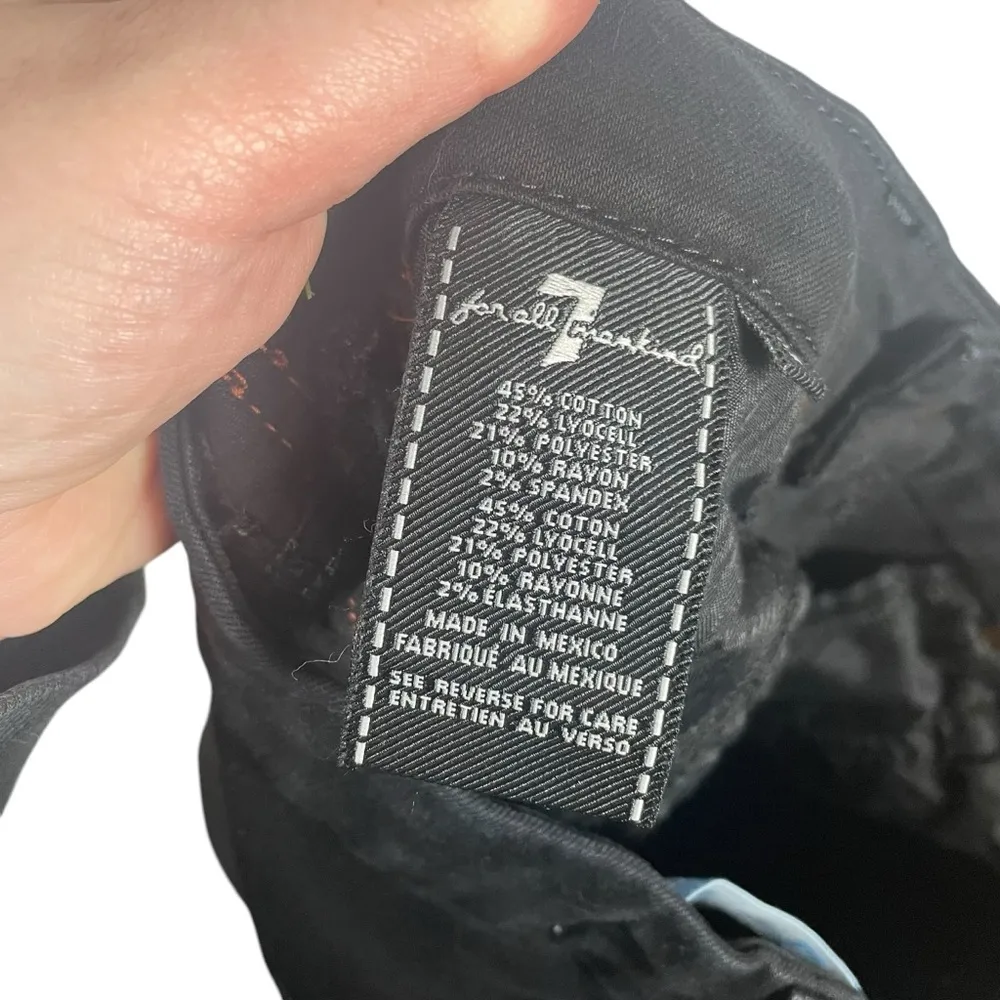 7
for all mankind
45% COTTON
22% LYOCELL
21% POLYESTER
10% RAYON
2% SPANDEX
45% COTON
22% LYOCELL
21% POLYESTER
10% RAYONNE
2% ÉLASTHANNE
MADE IN MEXICO
FABRIQUÉ AU MEXIQUE
SEE REVERSE FOR CARE
ENTRETIEN AU VERSO